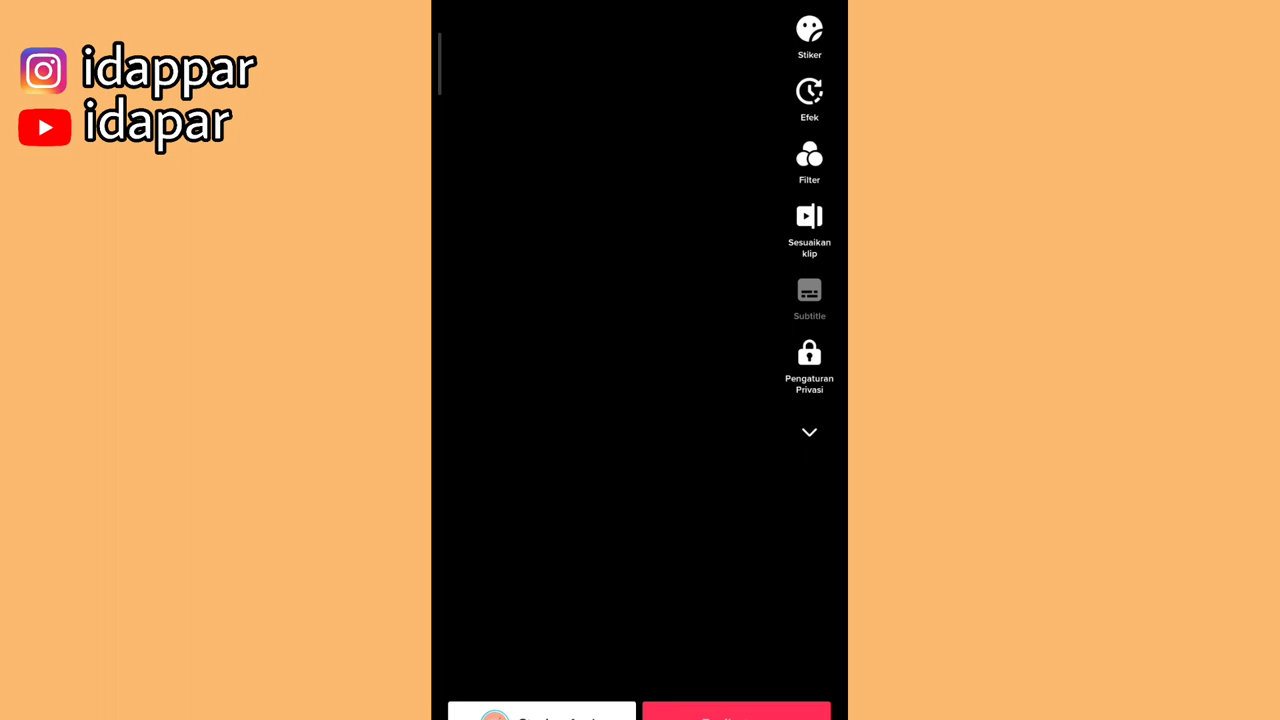 idappar
idapar
Stiker
Efek
Filter
Sesuaikan
klip
Subtitle
Pengaturan
Privasi